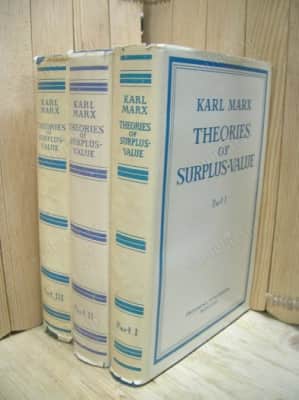 KARL
MARX
THEORIES
OF
SURPLUS-
VALUE
Part III
KARL
MARX
THEORIES
OF
SURPLUS-
VALUE
Part II
KARL
MARX
THEORIES
OF
SURPLUS-
VALUE
Part I
KARL MARX
THEORIES
OF
SURPLUS-VALUE
Part I